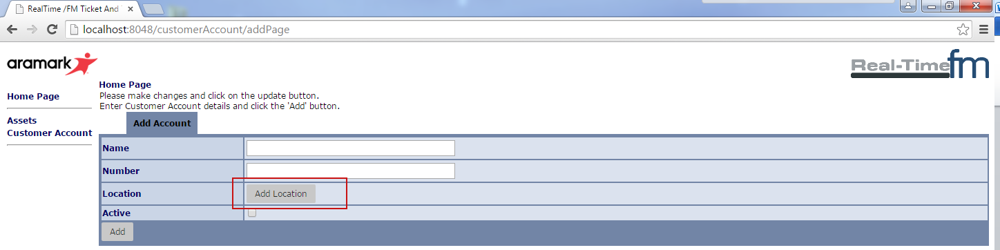 RealTime /FM Ticket And
localhost:8048/customerAccount/addPage
aramark
Real-Timefm
Home Page
Assets
Customer Account
Home Page
Please make changes and click on the update button.
Enter Customer Account details and click the 'Add' button.
Add Account
Name
Number
Location
Add Location
Active
Add